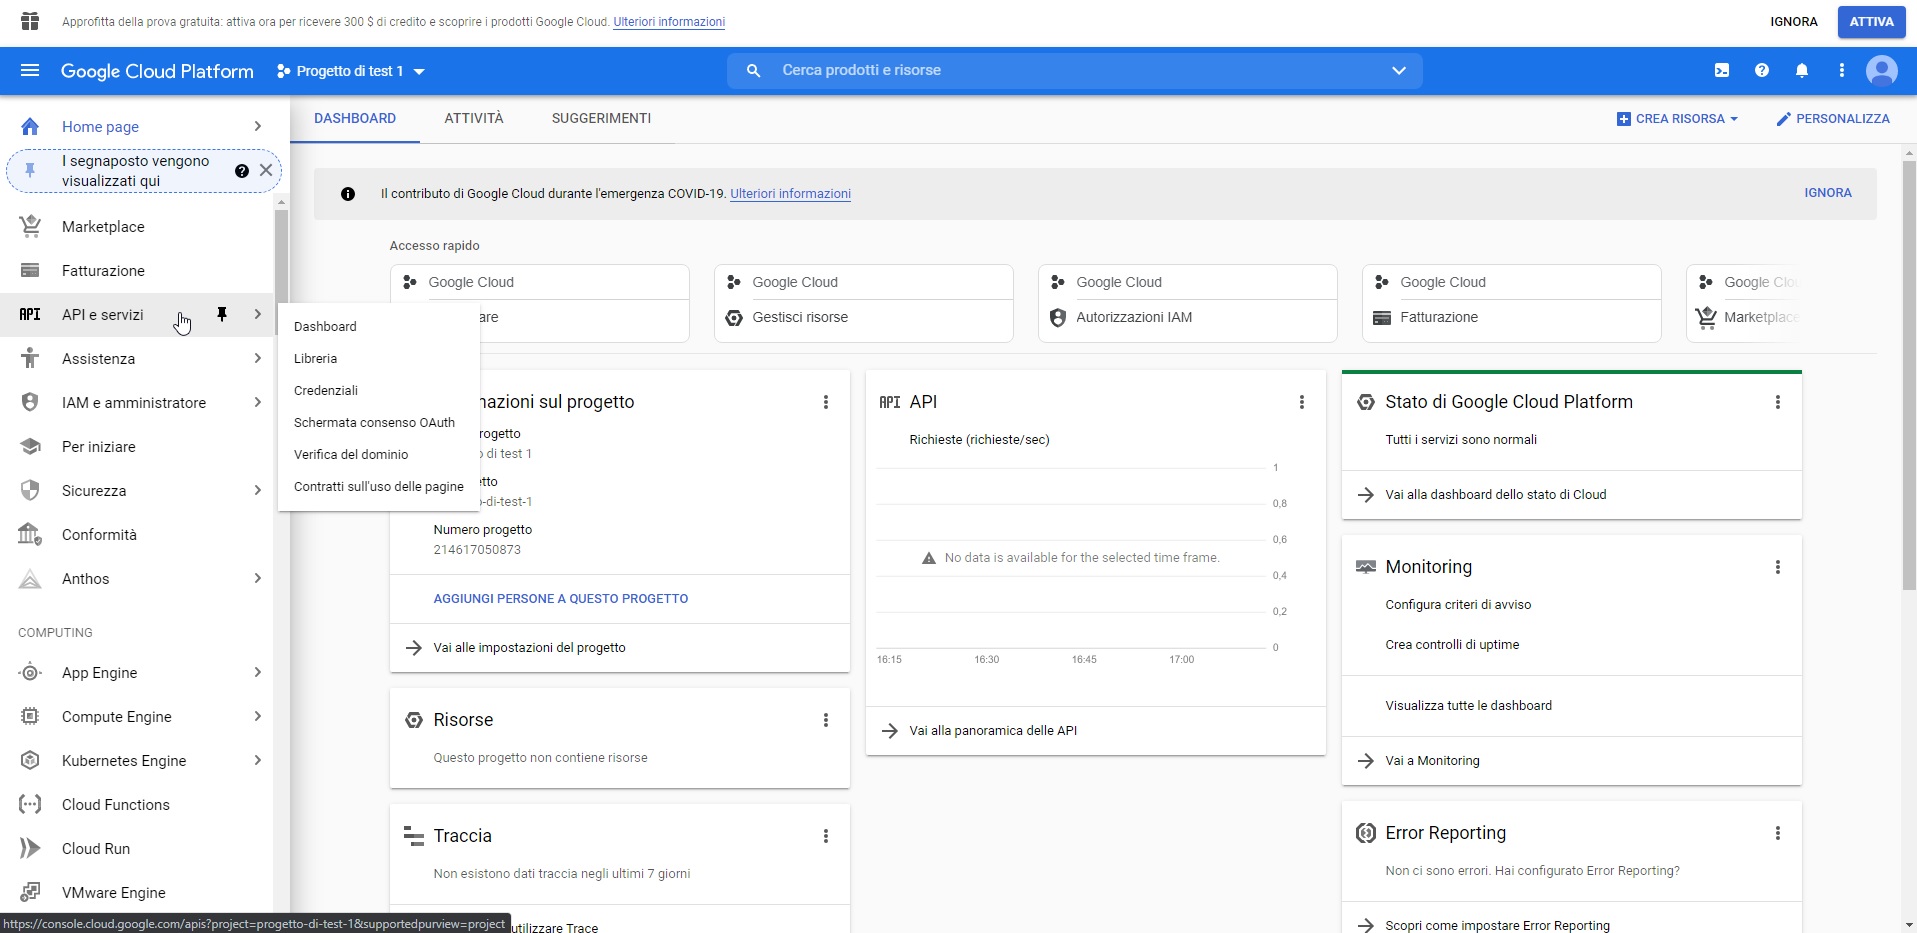 Approfitta della prova gratuita: attiva ora per ricevere 300 $ di credito e scoprire i prodotti Google Cloud. Ulteriori informazioni
IGNORA
ATTIVA
Google Cloud Platform
Progetto di test 1
Cerca prodotti e risorse
Home page
I segnaposto vengono
visualizzati qui
Marketplace
Fatturazione
API API e servizi
Assistenza
IAM e amministratore
Per iniziare
Sicurezza
Conformità
Anthos
COMPUTING
App Engine
Compute Engine
Kubernetes Engine
Cloud Functions
Cloud Run
VMware Engine
https://console.cloud.google.com/apis?project=progetto-di-test-1&supportedpurview=project
Dashboard
Libreria
Credenziali
Schermata consenso OAuth
Verifica del dominio
Contratti sull'uso delle pagine
DASHBOARD
ATTIVITÀ
SUGGERIMENTI
CREA RISORSA
PERSONALIZZA
Il contributo di Google Cloud durante l'emergenza COVID-19. Ulteriori informazioni
IGNORA
Accesso rapido
Google Cloud
are
Google Cloud
Gestisci risorse
Google Cloud
Autorizzazioni IAM
Google Cloud
Fatturazione
Google Clou
Marketplace
mazioni sul progetto
rogetto
di test 1
tto
o-di-test-1
Numero progetto
214617050873
AGGIUNGI PERSONE A QUESTO PROGETTO
Vai alle impostazioni del progetto
Risorse
Questo progetto non contiene risorse
Traccia
Non esistono dati traccia negli ultimi 7 giorni
utilizzare Trace
API API
Richieste (richieste/sec)
1
0,8
0,6
No data is available for the selected time frame.
0,4
0,2
0
16:15
16:30
16:45
17:00
Vai alla panoramica delle API
Stato di Google Cloud Platform
Tutti i servizi sono normali
Vai alla dashboard dello stato di Cloud
Monitoring
Configura criteri di avviso
Crea controlli di uptime
Visualizza tutte le dashboard
Vai a Monitoring
Error Reporting
Non ci sono errori. Hai configurato Error Reporting?
Scopri come impostare Error Reporting